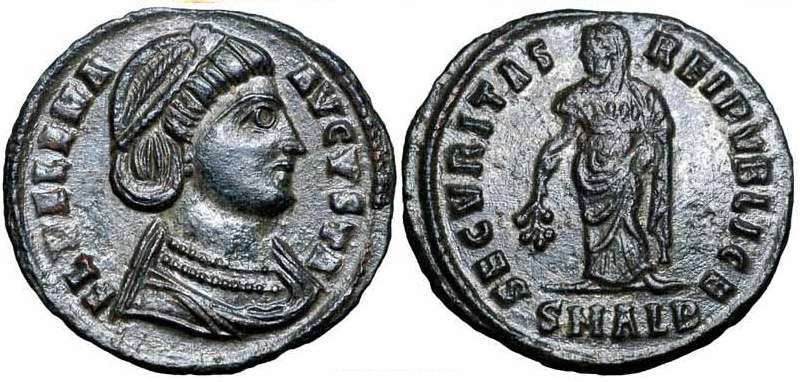 FL HELENA AVGVSTA
SECVRITAS REIPVBLICE
SMALB